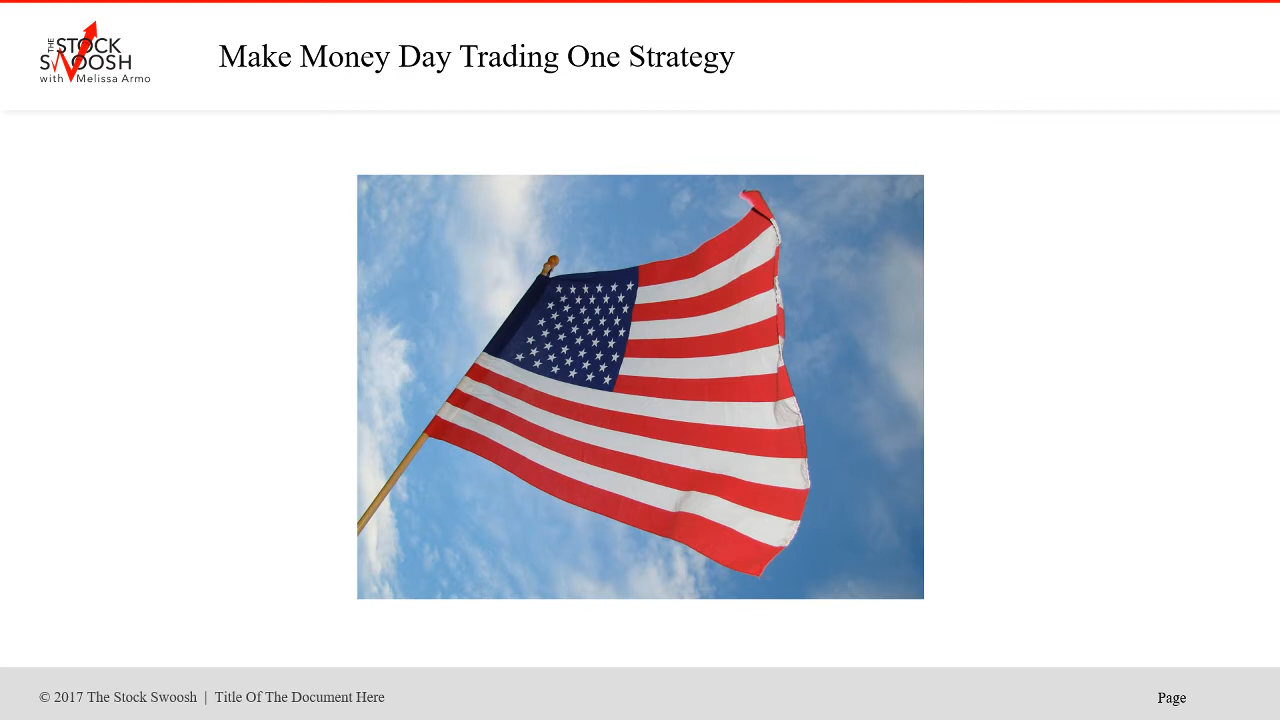 THE STOCK
SWOOSH
with Melissa Armo
Make Money Day Trading One Strategy
© 2017 The Stock Swoosh | Title Of The Document Here
Page